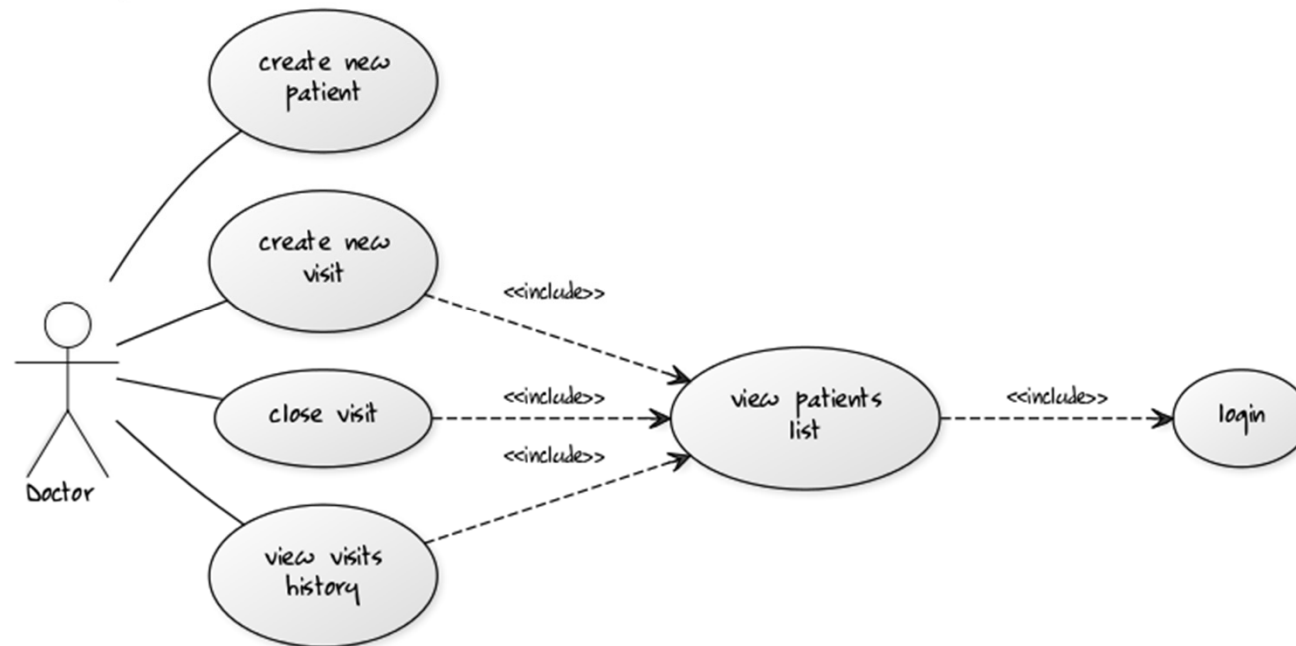 create new
patient
create new
visit
<<include>>
close visit
<<include>>
view patients
list
<<include>>
login
<<include>>
Doctor
view visits
history